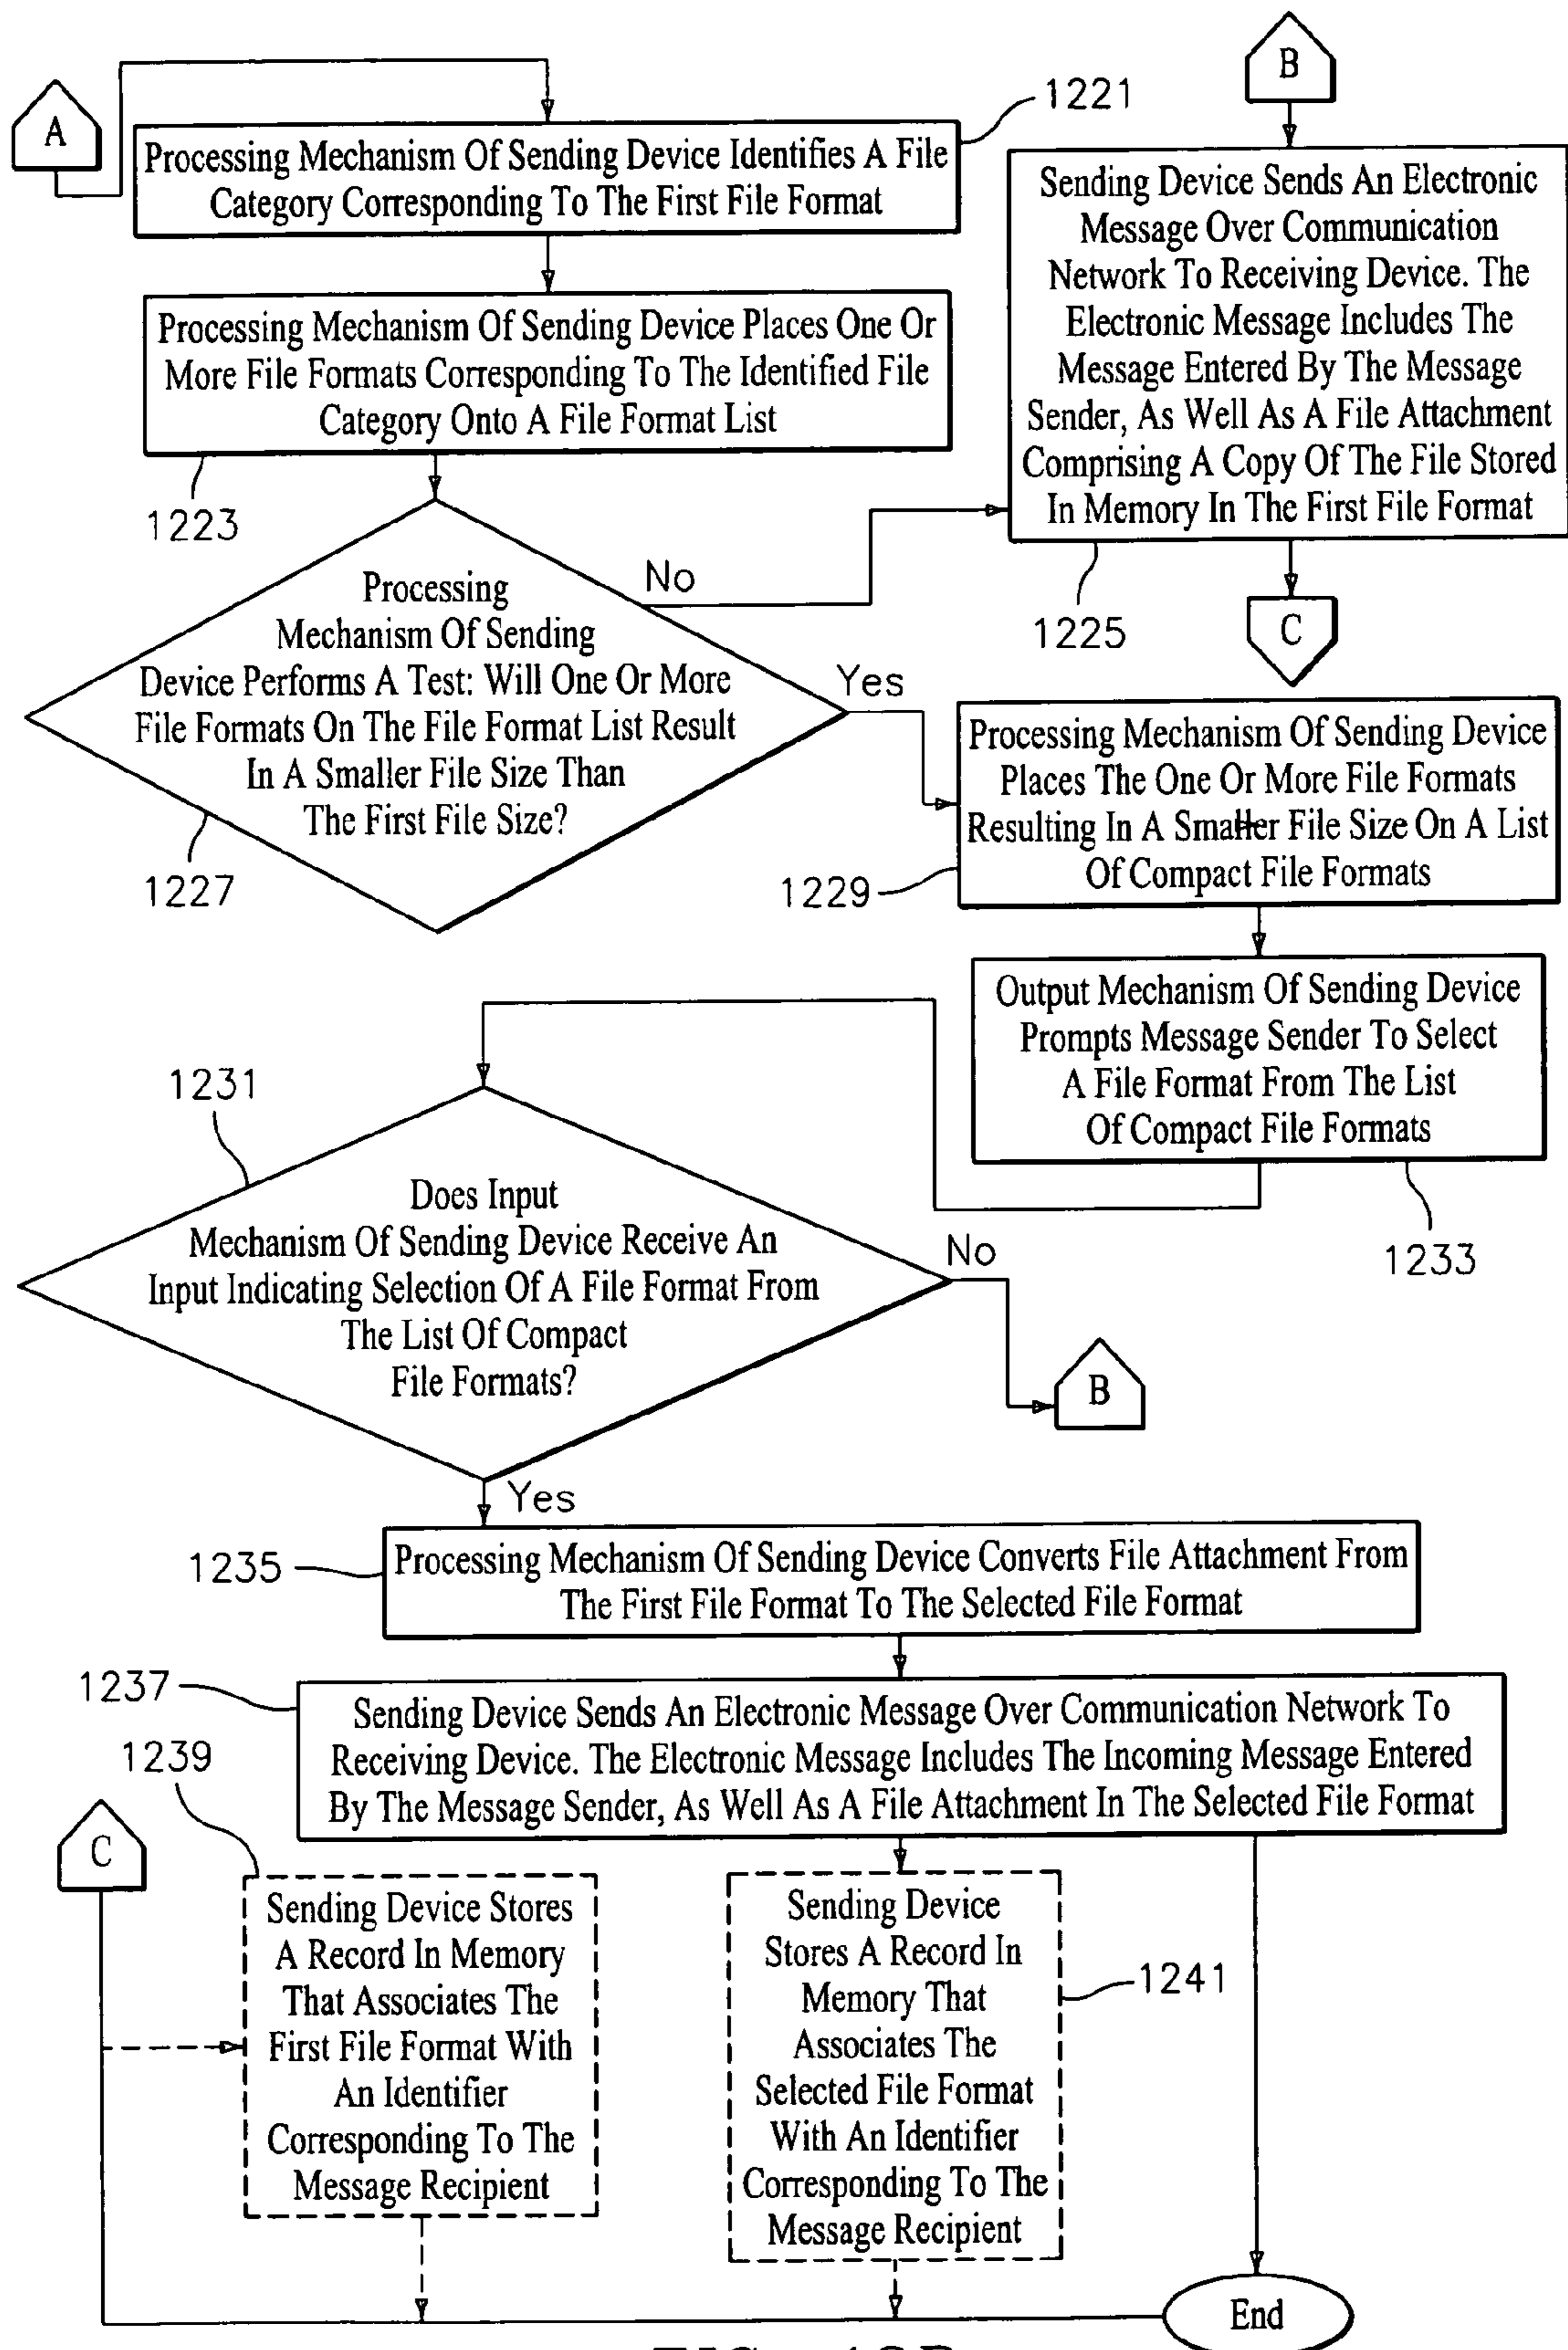 A
B
1221
Processing Mechanism Of Sending Device Identifies A File
Category Corresponding To The First File Format
Sending Device Sends An Electronic
Message Over Communication
Network To Receiving Device. The
Electronic Message Includes The
Message Entered By The Message
Sender, As Well As A File Attachment
Comprising A Copy Of The File Stored
In Memory In The First File Format
Processing Mechanism Of Sending Device Places One Or
More File Formats Corresponding To The Identified File
Category Onto A File Format List
1223
1225
C
Processing
Mechanism Of Sending
Device Performs A Test: Will One Or More
File Formats On The File Format List Result
In A Smaller File Size Than
The First File Size?
No
Yes
1227
Processing Mechanism Of Sending Device
Places The One Or More File Formats
Resulting In A Smaller File Size On A List
Of Compact File Formats
1229
Output Mechanism Of Sending Device
Prompts Message Sender To Select
A File Format From The List
Of Compact File Formats
1233
1231
Does Input
Mechanism Of Sending Device Receive An
Input Indicating Selection Of A File Format From
The List Of Compact
File Formats?
No
B
Yes
1235
Processing Mechanism Of Sending Device Converts File Attachment From
The First File Format To The Selected File Format
1237
Sending Device Sends An Electronic Message Over Communication Network To
Receiving Device. The Electronic Message Includes The Incoming Message Entered
By The Message Sender, As Well As A File Attachment In The Selected File Format
1239
C
Sending Device Stores
A Record In Memory
That Associates The
First File Format With
An Identifier
Corresponding To The
Message Recipient
Sending Device
Stores A Record In
Memory That
Associates The
Selected File Format
With An Identifier
Corresponding To The
Message Recipient
1241
End